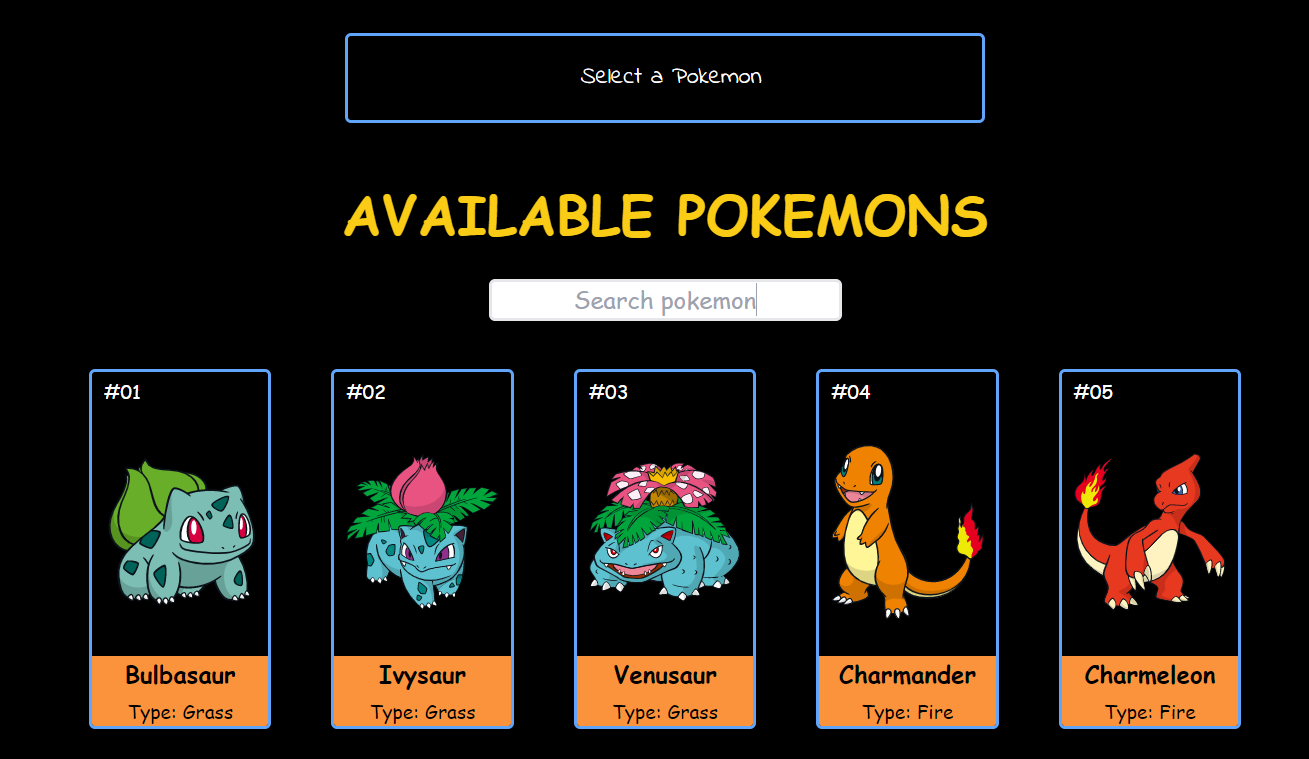 Select a Pokemon
AVAILABLE POKEMONS
Search pokemon
#01
#02
#03
#04
#05
Bulbasaur
Ivysaur
Venusaur
Charmander
Charmeleon
Type: Grass
Type: Grass
Type: Grass
Type: Fire
Type: Fire